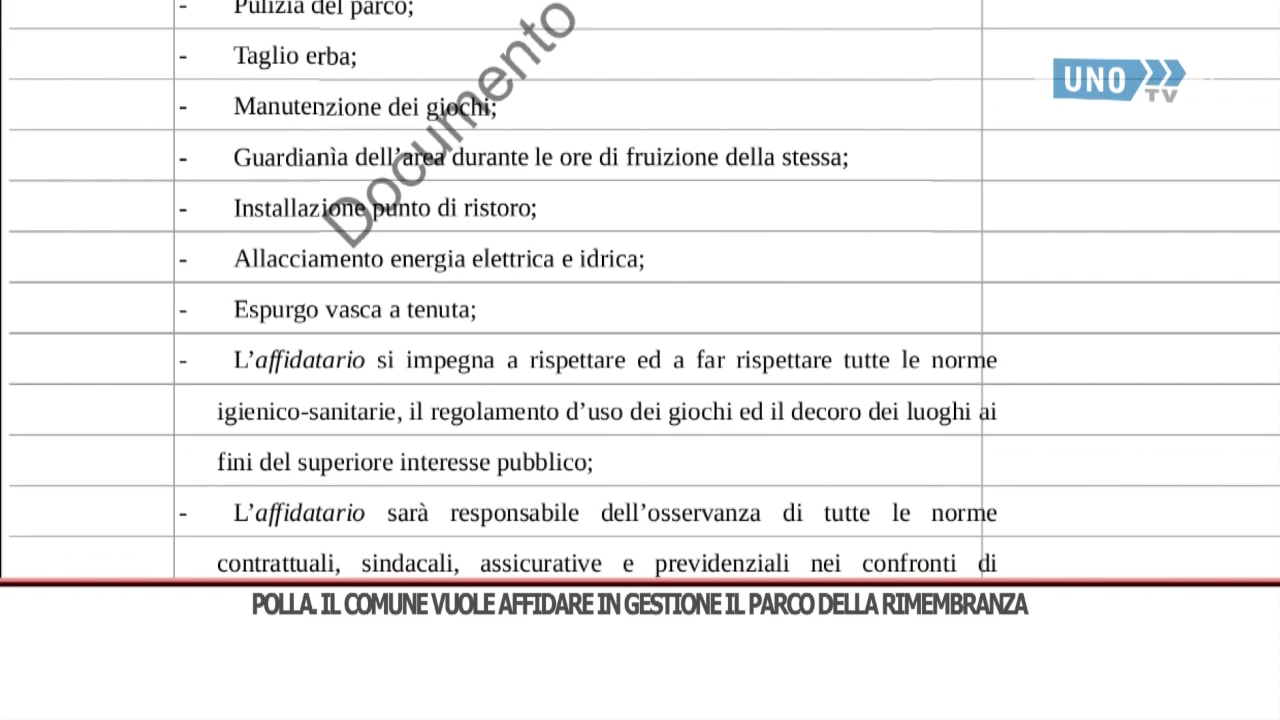 - Pulizia del parco;
- Taglio erba;
UNO TV
- Manutenzione dei giochi;
- Guardianìa dell’area durante le ore di fruizione della stessa;
- Installazione punto di ristoro;
- Allacciamento energia elettrica e idrica;
- Espurgo vasca a tenuta;
- L’affidatario si impegna a rispettare ed a far rispettare tutte le norme
igienico-sanitarie, il regolamento d’uso dei giochi ed il decoro dei luoghi ai
fini del superiore interesse pubblico;
- L’affidatario sarà responsabile dell’osservanza di tutte le norme
contrattuali, sindacali, assicurative e previdenziali nei confronti di
Documento
POLLA. IL COMUNE VUOLE AFFIDARE IN GESTIONE IL PARCO DELLA RIMEMBRANZA